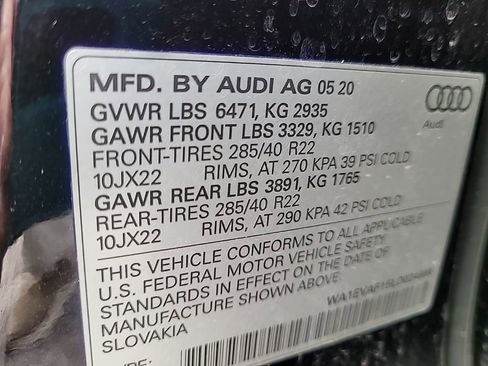 MFD. BY AUDI AG 05 20
GVWR LBS 6471, KG 2935
GAWR FRONT LBS 3329, KG 1510
FRONT-TIRES 285/40 R22
10JX22 RIMS, AT 270 KPA 39 PSI COLD
GAWR REAR LBS 3891, KG 1765
REAR-TIRES 285/40 R22
10JX22 RIMS, AT 290 KPA 42 PSI COLD
THIS VEHICLE CONFORMS TO ALL APPLICABLE
U.S. FEDERAL MOTOR VEHICLE SAFETY
STANDARDS IN EFFECT ON THE DATE OF
MANUFACTURE SHOWN ABOVE.
SLOVAKIA
Audi